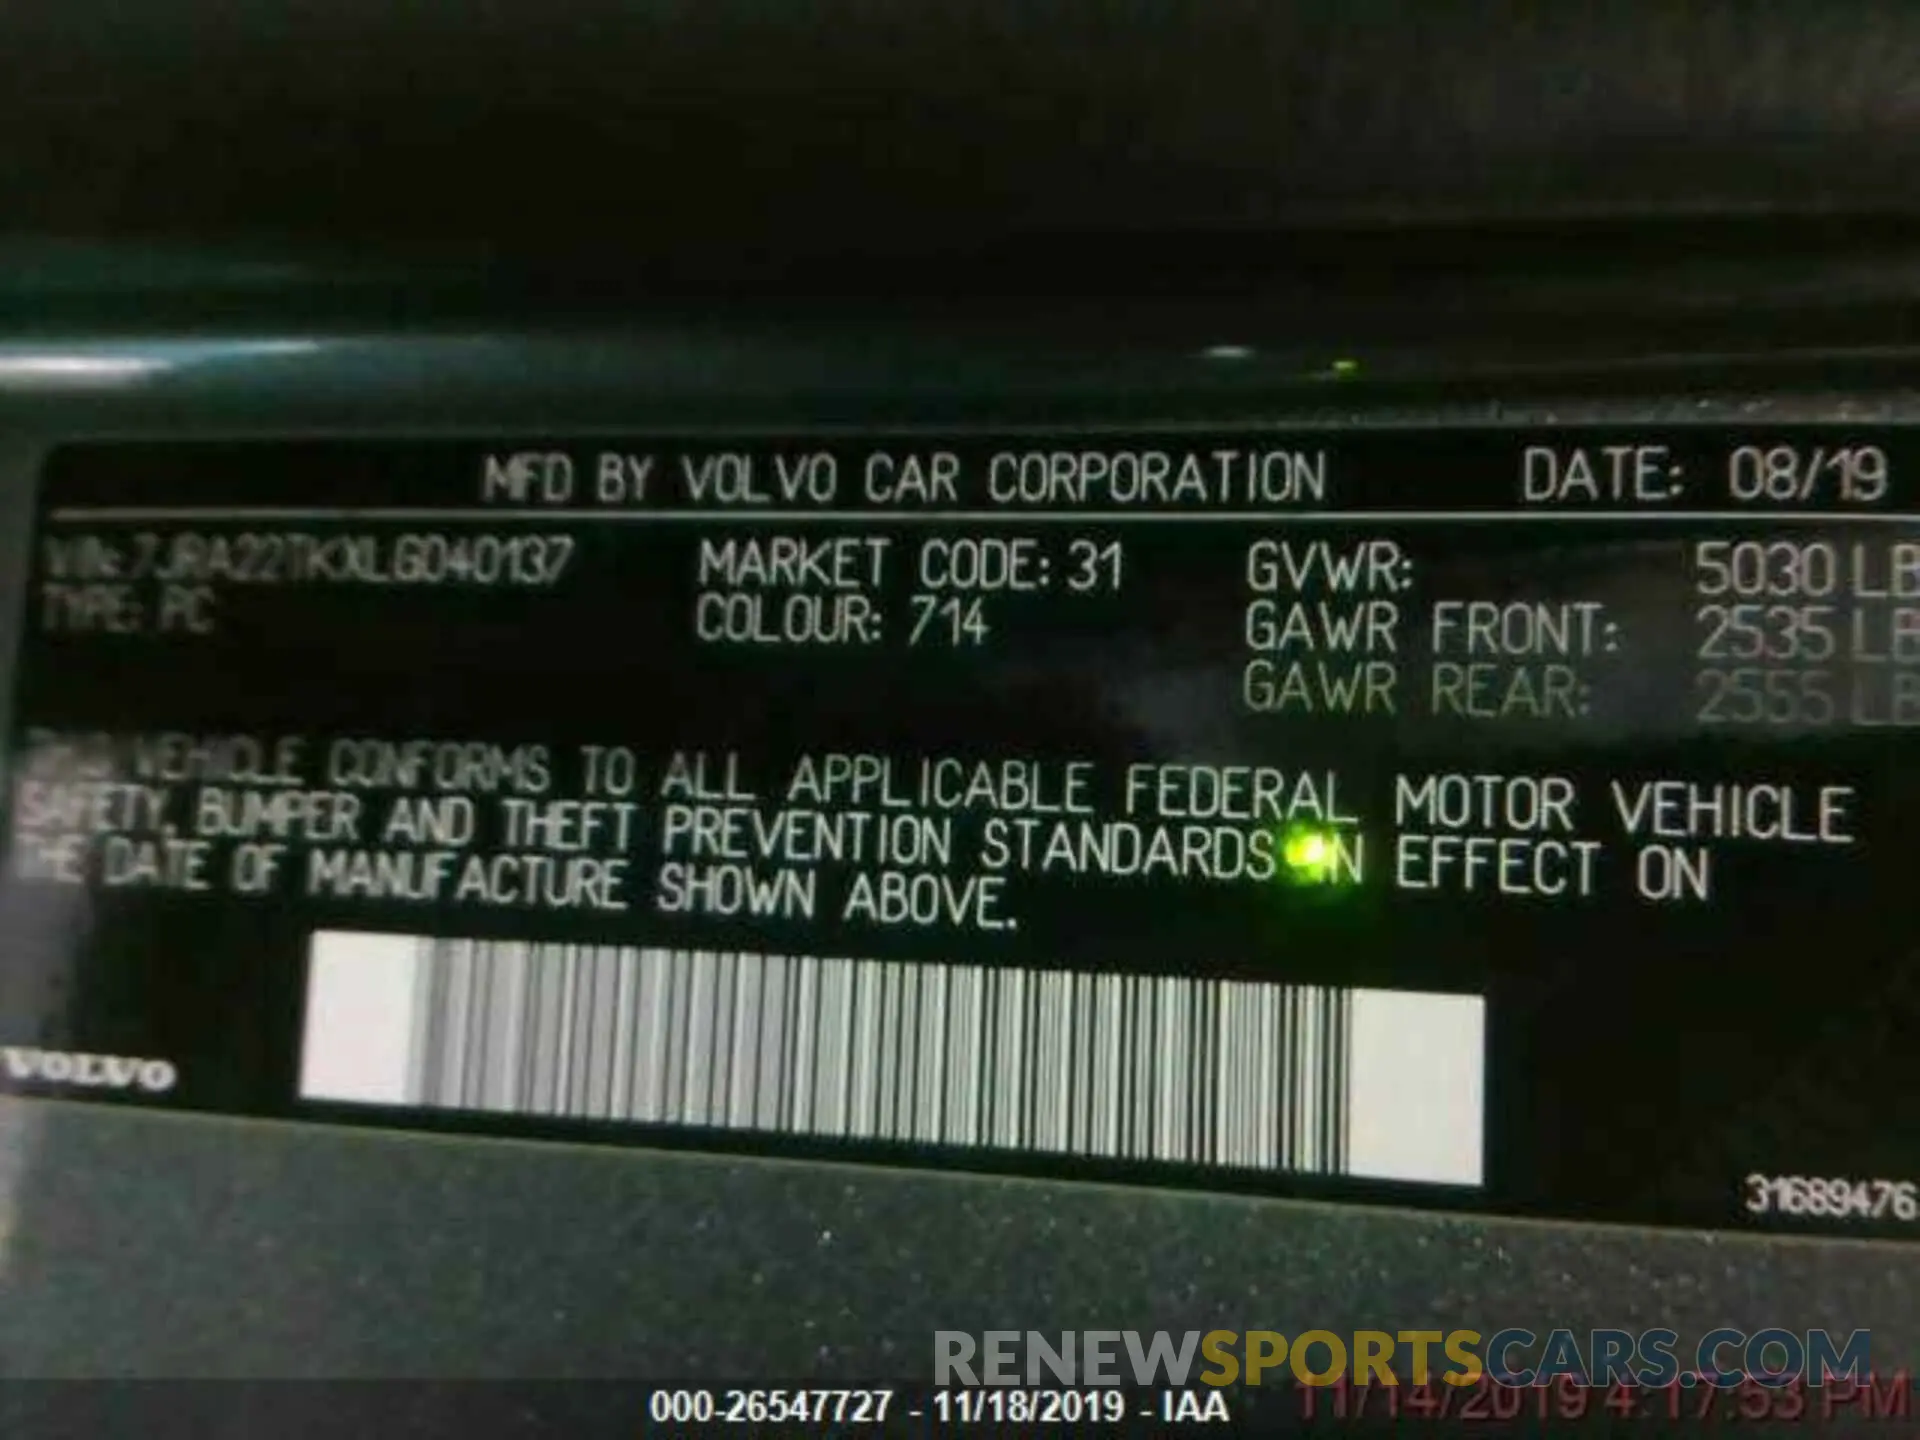 MFD BY VOLVO CAR CORPORATION DATE: 08/19
VIN: 7JRA22TKXLG040137 MARKET CODE: 31 GVWR: 5030 LB
TYPE: PC COLOUR: 714 GAWR FRONT: 2535 LB
GAWR REAR: 2555 LB
THIS VEHICLE CONFORMS TO ALL APPLICABLE FEDERAL MOTOR VEHICLE
SAFETY, BUMPER AND THEFT PREVENTION STANDARDS IN EFFECT ON
THE DATE OF MANUFACTURE SHOWN ABOVE.
VOLVO
31689476
RENEWSPORTSCARS.COM
000-26547727 - 11/18/2019 - IAA
11/14/2019 4:17:53 PM